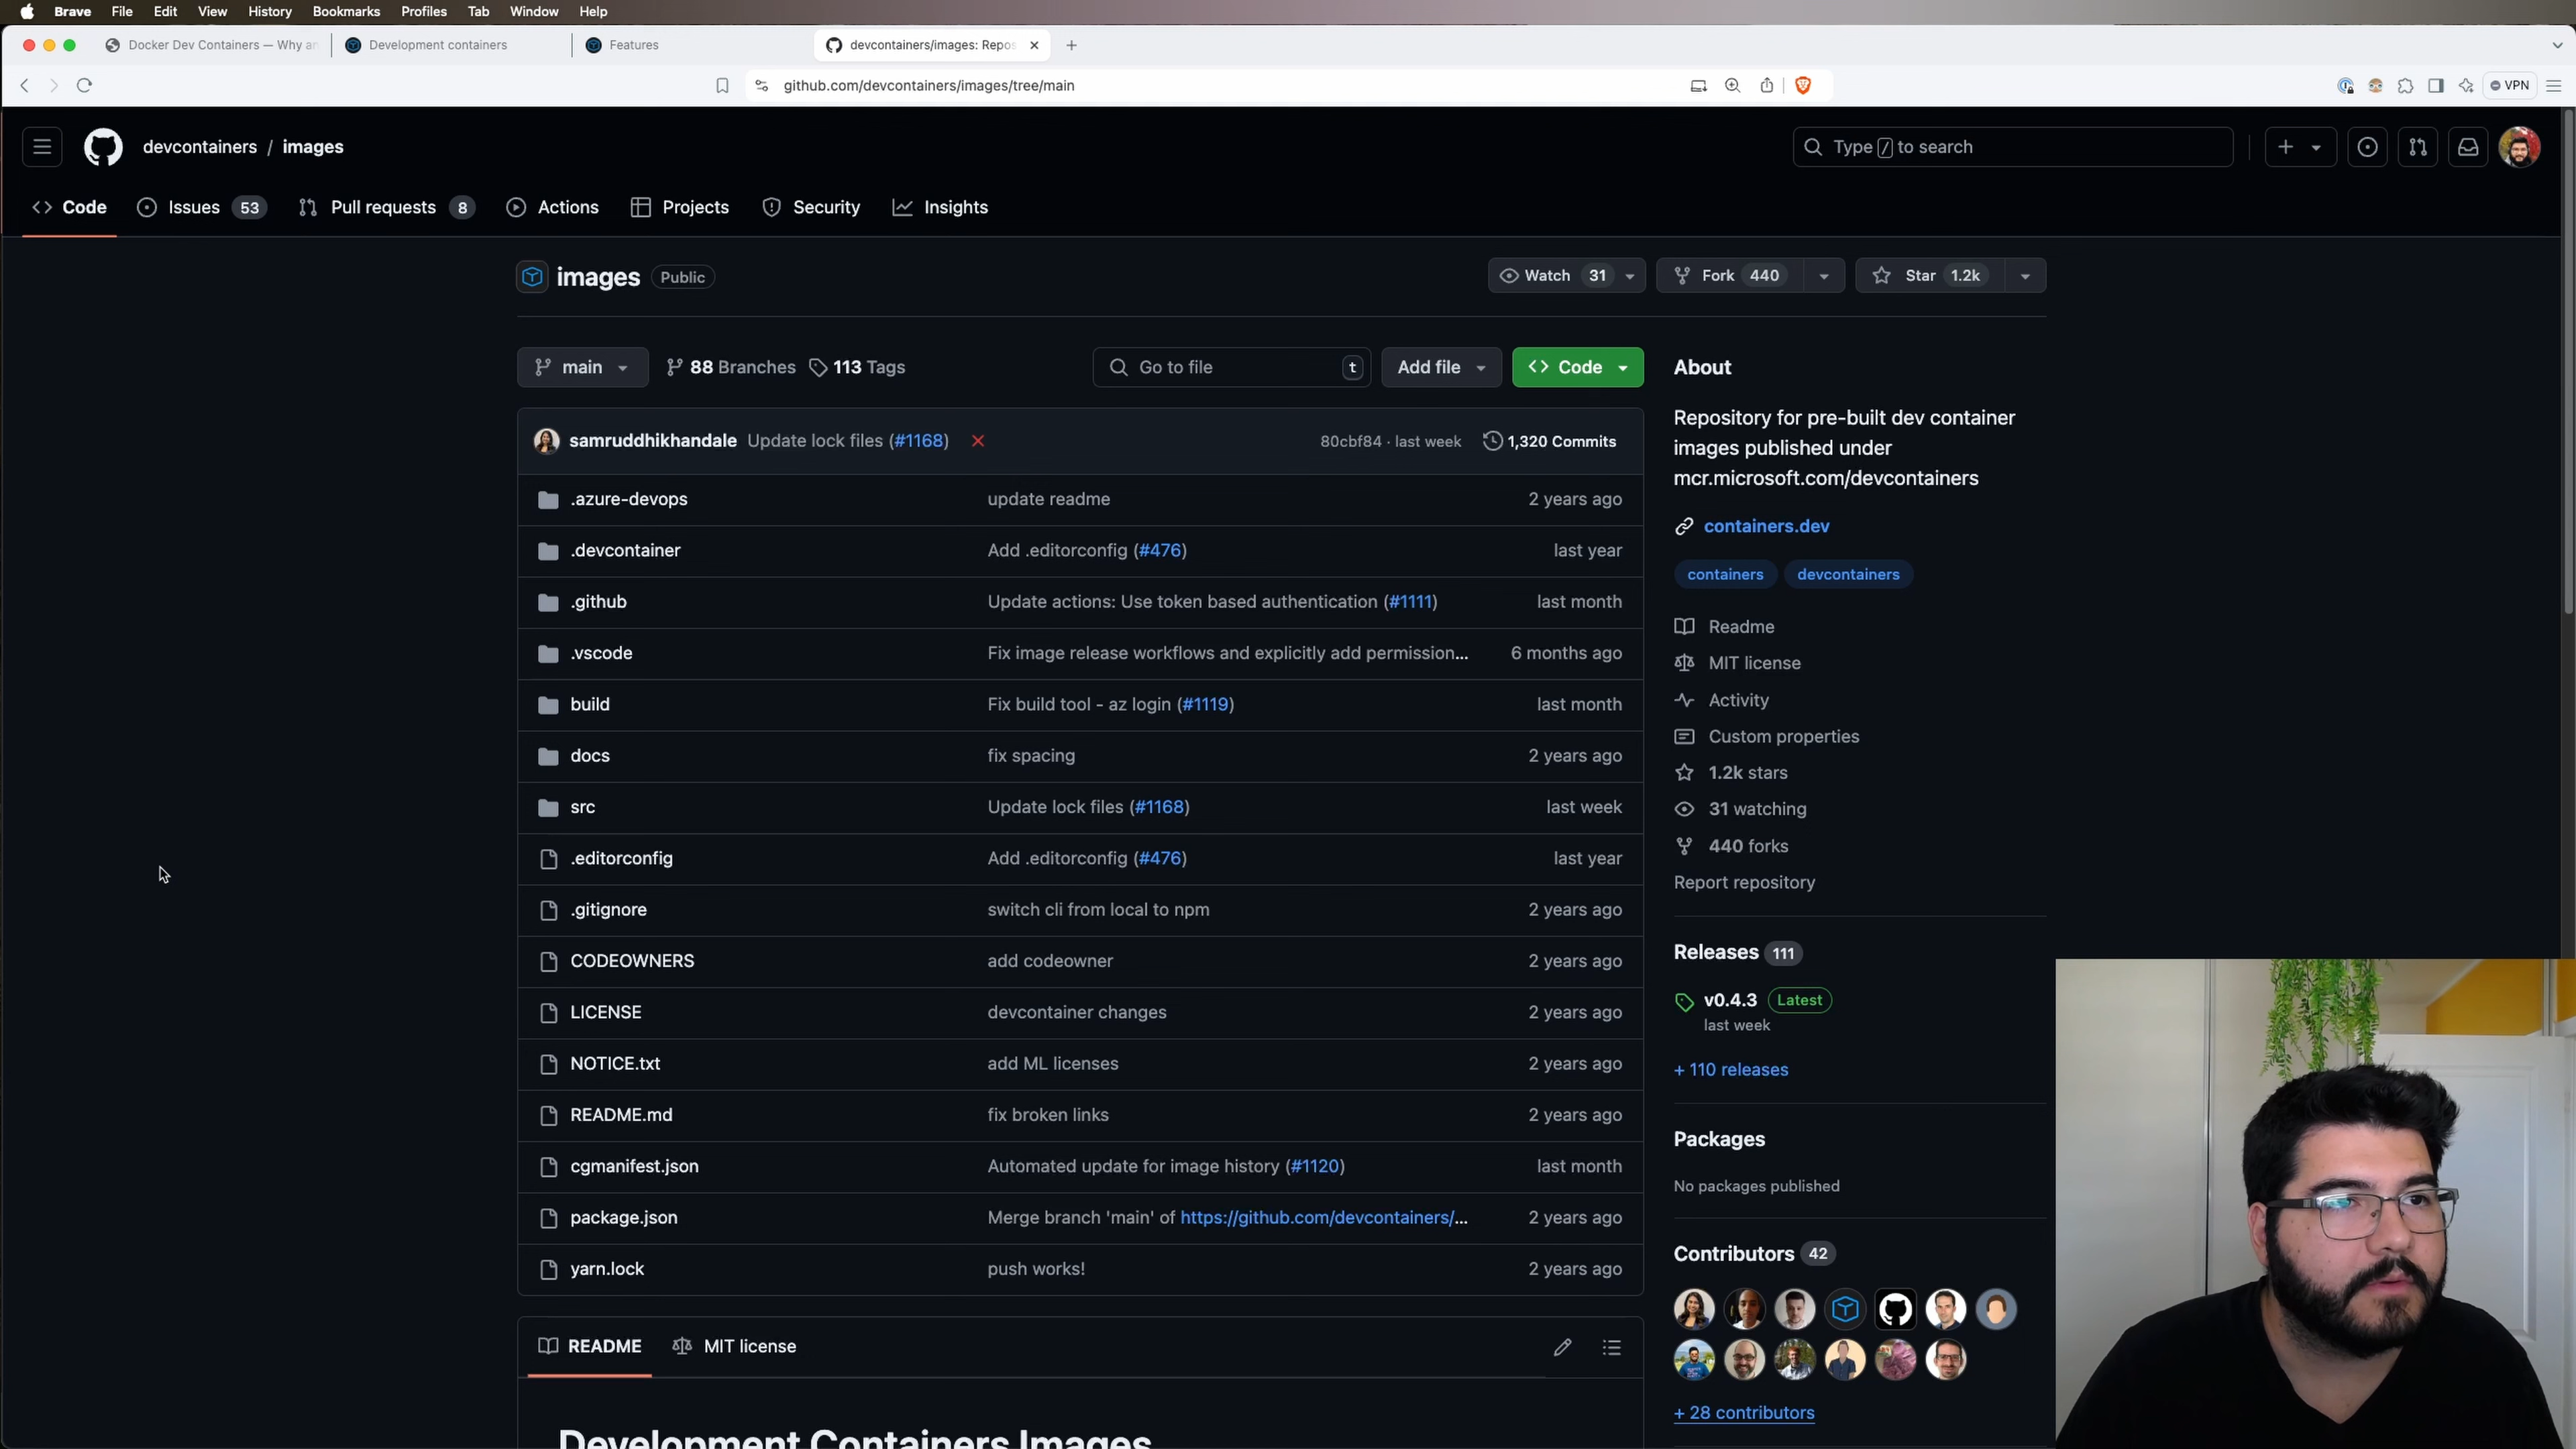 Brave File Edit View History Bookmarks Profiles Tab Window Help
Docker Dev Containers — Why an
Development containers
Features
devcontainers/images: Repos
github.com/devcontainers/images/tree/main
VPN
devcontainers / images
Type / to search
Code
Issues 53
Pull requests 8
Actions
Projects
Security
Insights
images Public
Watch 31
Fork 440
Star 1.2k
main
88 Branches
113 Tags
Go to file t
Add file
Code
samruddhikhandale Update lock files (#1168) 80cbf84 · last week 1,320 Commits
.azure-devops update readme 2 years ago
.devcontainer Add .editorconfig (#476) last year
.github Update actions: Use token based authentication (#1111) last month
.vscode Fix image release workflows and explicitly add permission... 6 months ago
build Fix build tool - az login (#1119) last month
docs fix spacing 2 years ago
src Update lock files (#1168) last week
.editorconfig Add .editorconfig (#476) last year
.gitignore switch cli from local to npm 2 years ago
CODEOWNERS add codeowner 2 years ago
LICENSE devcontainer changes 2 years ago
NOTICE.txt add ML licenses 2 years ago
README.md fix broken links 2 years ago
cgmanifest.json Automated update for image history (#1120) last month
package.json Merge branch 'main' of https://github.com/devcontainers/... 2 years ago
yarn.lock push works! 2 years ago
README
MIT license
Development Containers Images
About
Repository for pre-built dev container
images published under
mcr.microsoft.com/devcontainers
containers.dev
containers devcontainers
Readme
MIT license
Activity
Custom properties
1.2k stars
31 watching
440 forks
Report repository
Releases 111
v0.4.3 Latest
last week
+ 110 releases
Packages
No packages published
Contributors 42
+ 28 contributors